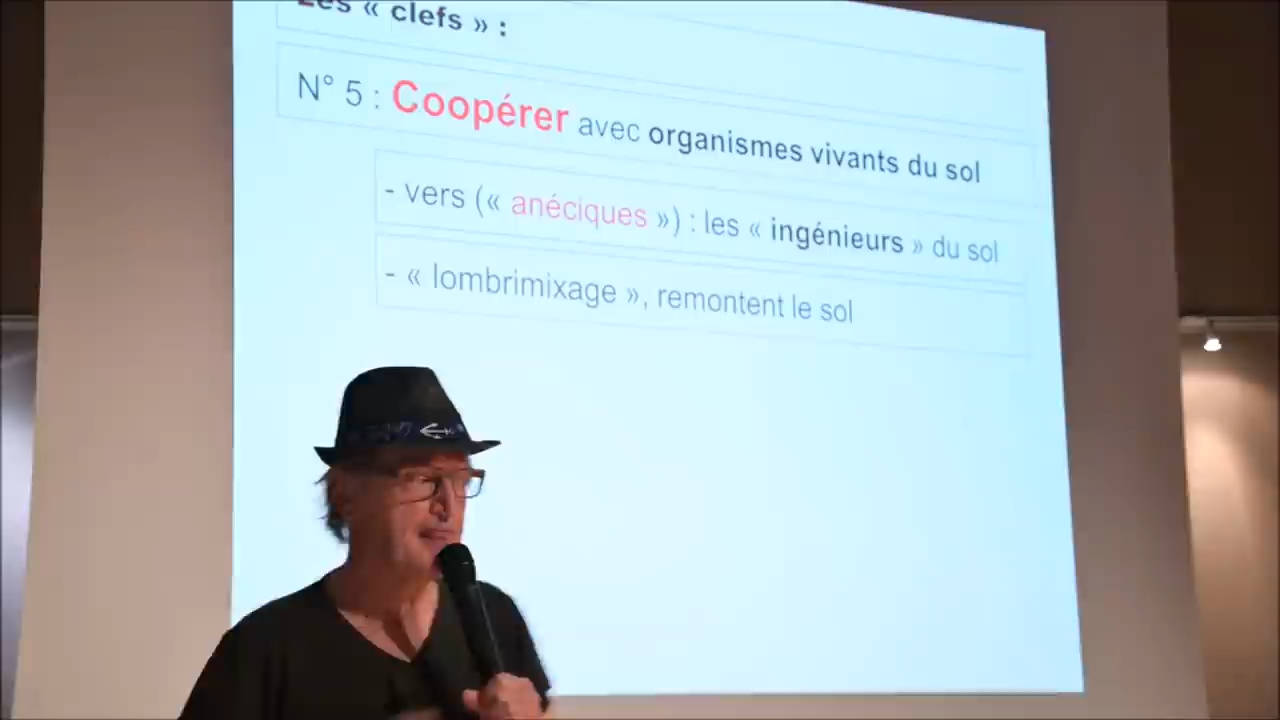 Les « clefs » :
N° 5 : Coopérer avec organismes vivants du sol
- vers (« anéciques ») : les « ingénieurs » du sol
- « lombrimixage », remontent le sol